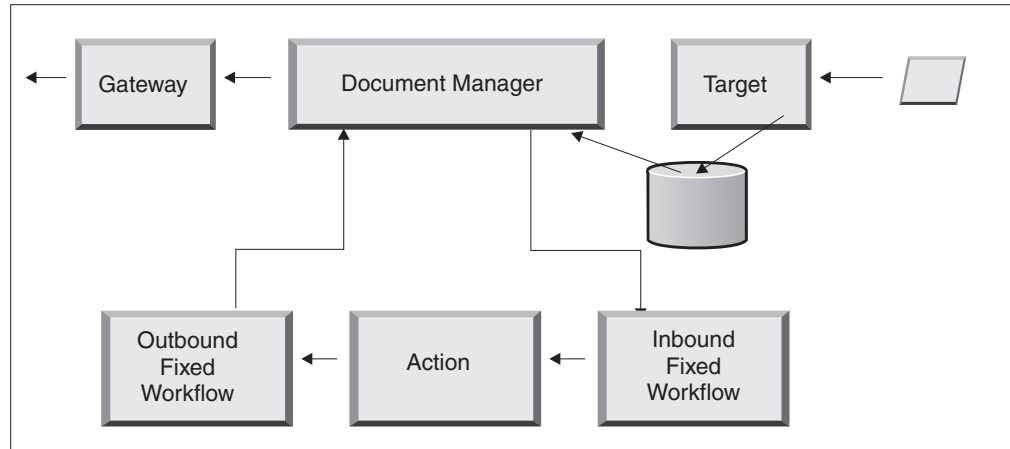 Gateway
Document Manager
Target
Outbound
Fixed
Workflow
Action
Inbound
Fixed
Workflow